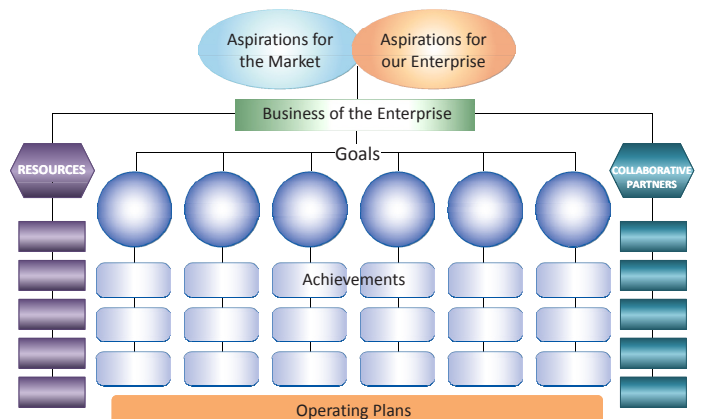 Aspirations for
the Market
Aspirations for
our Enterprise
Business of the Enterprise
Goals
RESOURCES
COLLABORATIVE
PARTNERS
Achievements
Operating Plans